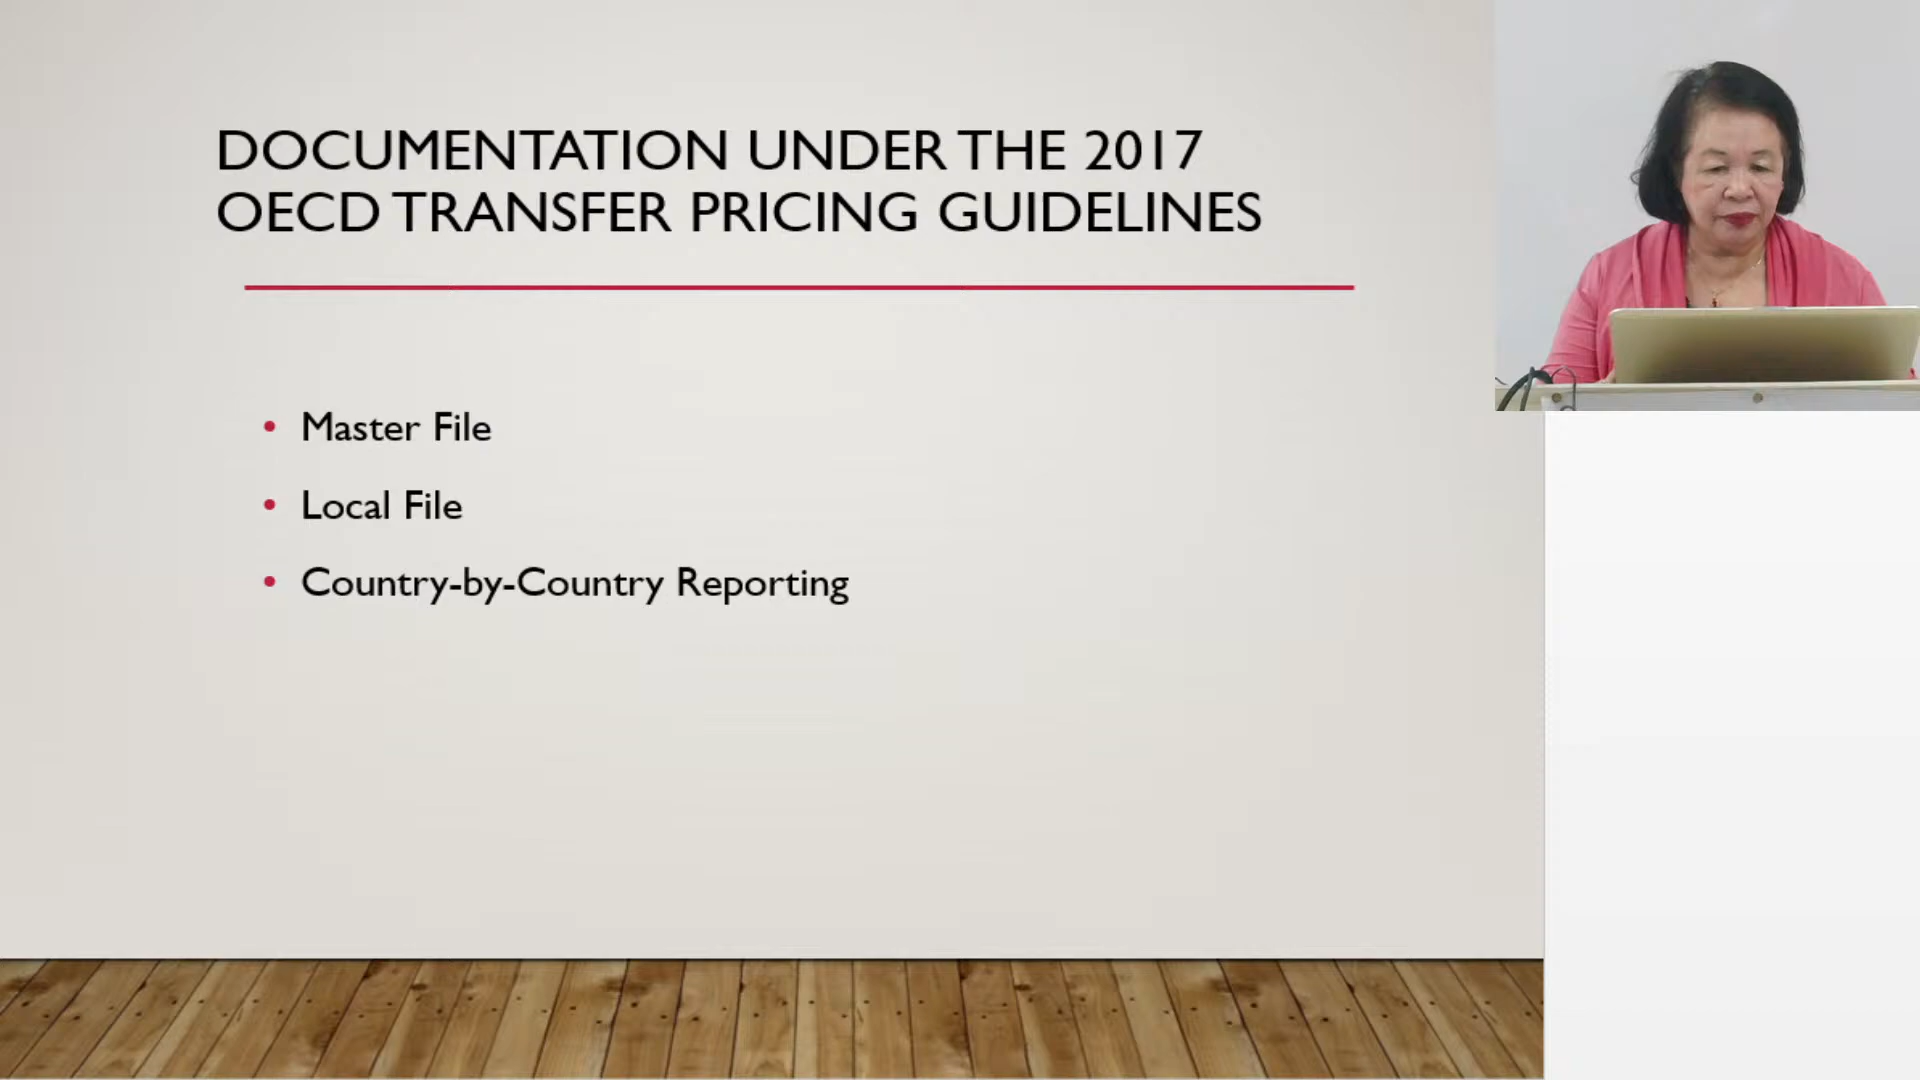 DOCUMENTATION UNDER THE 2017
OECD TRANSFER PRICING GUIDELINES
• Master File
• Local File
• Country-by-Country Reporting